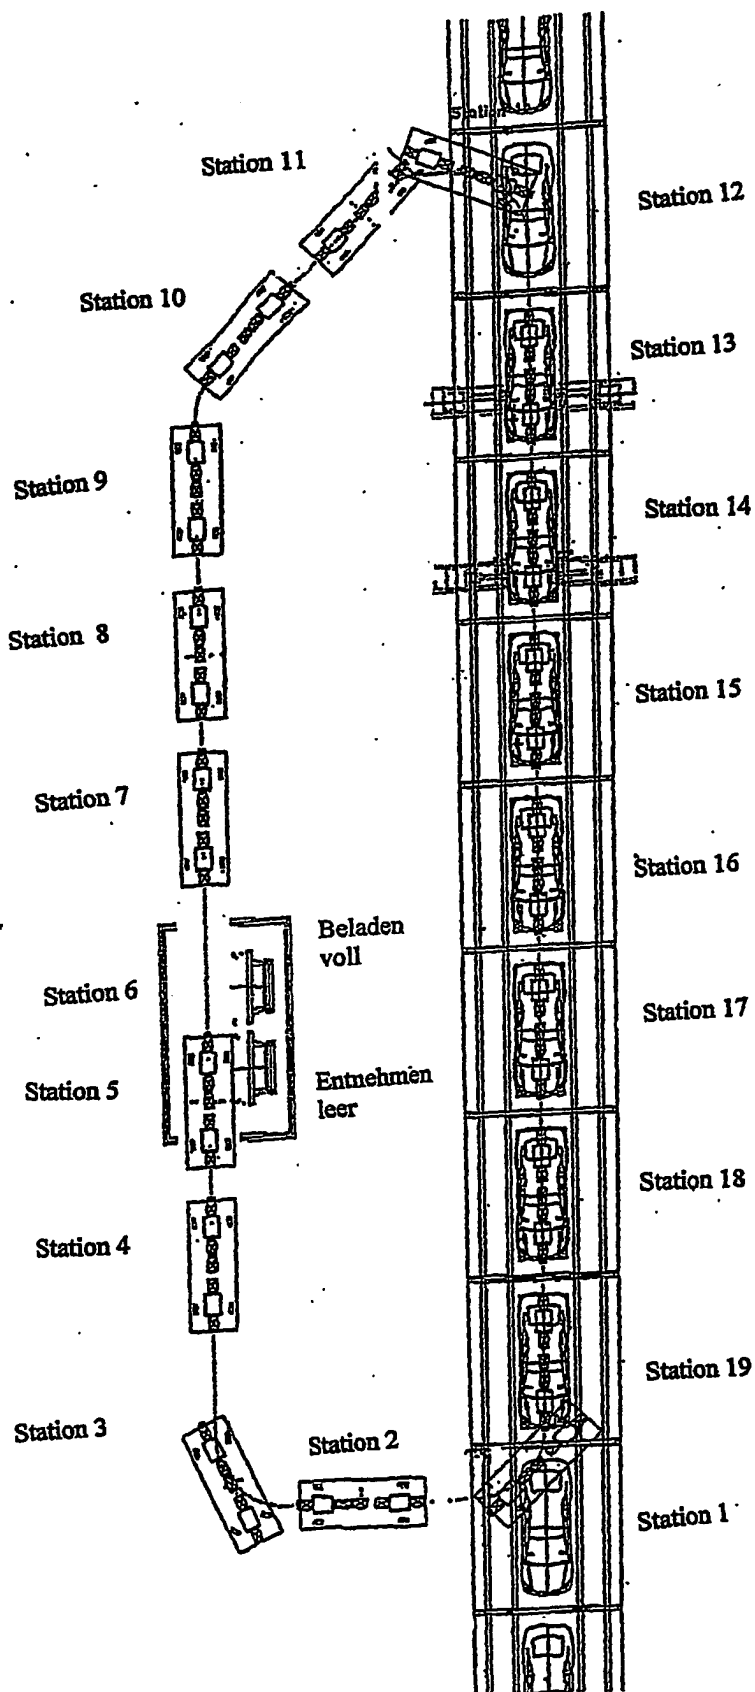 Station
Station 11
Station 12
Station 10
Station 13
Station 9
Station 14
Station 8
Station 15
Station 7
Station 16
Beladen
voll
Station 6
Station 17
Station 5
Entnehmen
leer
Station 18
Station 4
Station 19
Station 3
Station 2
Station 1